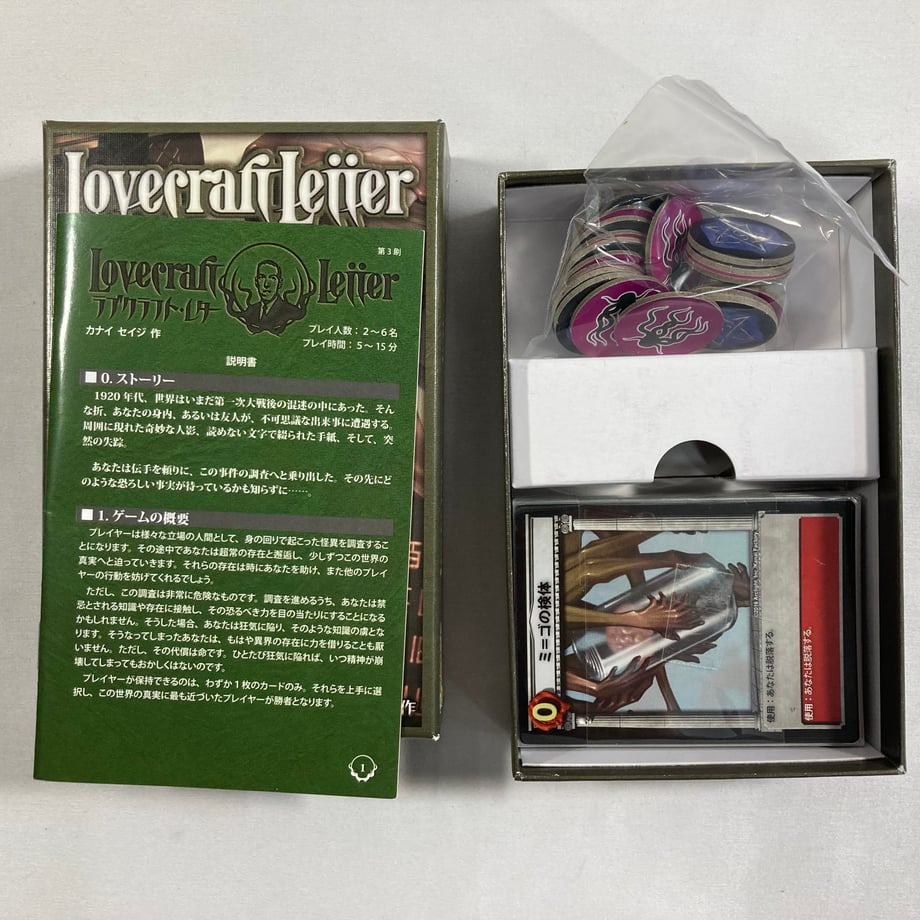 Lovecraft Letter
第3刷
Lovecraft Letter
ラブクラフト・レター
カナイ セイジ 作
プレイ人数：2～6名
プレイ時間：5～15分
説明書
■ 0. ストーリー
1920年代、世界はいまだ第一次大戦後の混迷の中にあった。そん
な折、あなたの身内、あるいは友人が、不可思議な出来事に遭遇する。
周囲に現れた奇妙な人影、読めない文字で綴られた手紙、そして、突
然の失踪。
あなたは伝手を頼りに、この事件の調査へと乗り出した。その先にど
のような恐ろしい事実が待っているかも知らずに……。
■ 1. ゲームの概要
プレイヤーは様々な立場の人間として、身の回りで起こった怪異を調査するこ
とになります。その途中であなたは超常の存在と邂逅し、少しずつこの世界の
真実へと迫っていきます。それらの存在は時にあなたを助け、また他のプレイ
ヤーの行動を妨げてくれるでしょう。
ただし、この調査は非常に危険なものです。調査を進めるうち、あなたは禁
忌とされる知識や存在に接触し、その恐るべき力を目の当たりにすることになる
かもしれません。そうした場合、あなたは狂気に陥り、そのような知識の虜とな
ります。そうなってしまったあなたは、もはや異界の存在に力を借りることも厭
いません。ただし、その代償は命です。ひとたび狂気に陥れば、いつ精神が崩
壊してしまってもおかしくはないのです。
プレイヤーが保持できるのは、わずか1枚のカードのみ。それらを上手に選
択し、この世界の真実に最も近づいたプレイヤーが勝者となります。
1
作
0
ミ＝ゴの検体
使用：あなたは脱落する。
使用：あなたは脱落する。